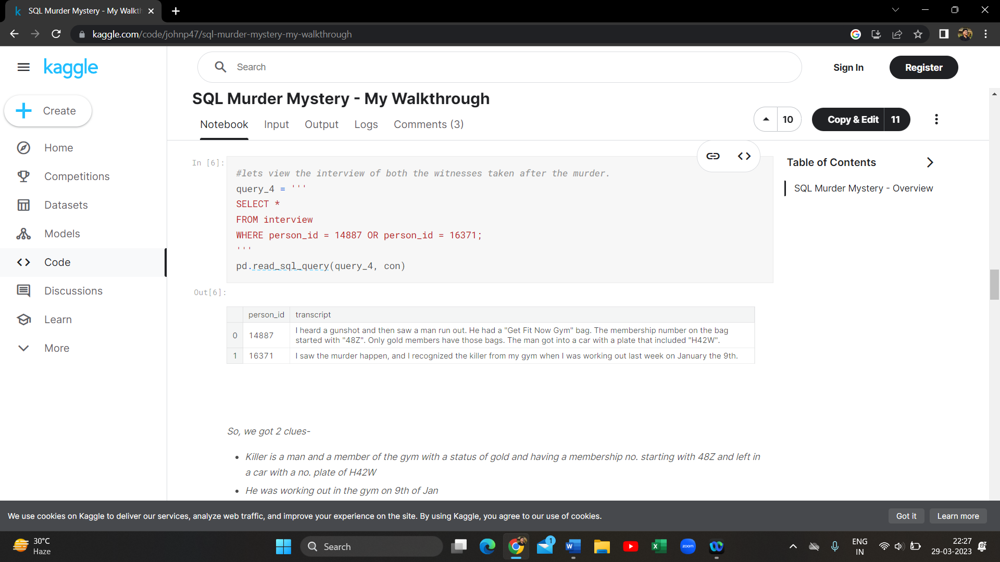 SQL Murder Mystery - My Walkth
kaggle.com/code/johnp47/sql-murder-mystery-my-walkthrough
kaggle
Search
Sign In
Register
Create
Home
Competitions
Datasets
Models
Code
Discussions
Learn
More
SQL Murder Mystery - My Walkthrough
Notebook Input Output Logs Comments (3)
10
Copy & Edit 11
In [6]:
#lets view the interview of both the witnesses taken after the murder.
query_4 = '''
SELECT *
FROM interview
WHERE person_id = 14887 OR person_id = 16371;
'''
pd.read_sql_query(query_4, con)
Out[6]:
person_id transcript
0 14887 I heard a gunshot and then saw a man run out. He had a "Get Fit Now Gym" bag. The membership number on the bag
started with "48Z". Only gold members have those bags. The man got into a car with a plate that included "H42W".
1 16371 I saw the murder happen, and I recognized the killer from my gym when I was working out last week on January the 9th.
So, we got 2 clues-
• Killer is a man and a member of the gym with a status of gold and having a membership no. starting with 48Z and left in
a car with a no. plate of H42W
• He was working out in the gym on 9th of Jan
Table of Contents
SQL Murder Mystery - Overview
We use cookies on Kaggle to deliver our services, analyze web traffic, and improve your experience on the site. By using Kaggle, you agree to our use of cookies.
Got it
Learn more
30°C
Haze
Search
1
W
X
zoom
ENG
IN
22:27
29-03-2023